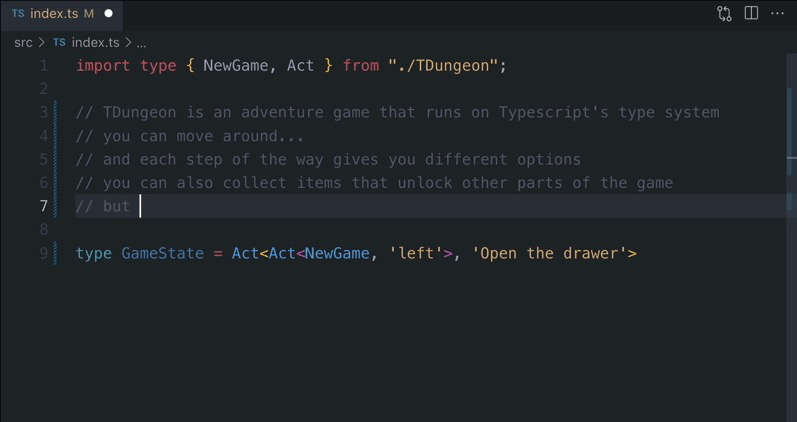 TS index.ts M
src > TS index.ts > ...
1 import type { NewGame, Act } from "./TDungeon";
2
3 // TDungeon is an adventure game that runs on Typescript's type system
4 // you can move around...
5 // and each step of the way gives you different options
6 // you can also collect items that unlock other parts of the game
7 // but
8
9 type GameState = Act<Act<NewGame, 'left'>, 'Open the drawer'>